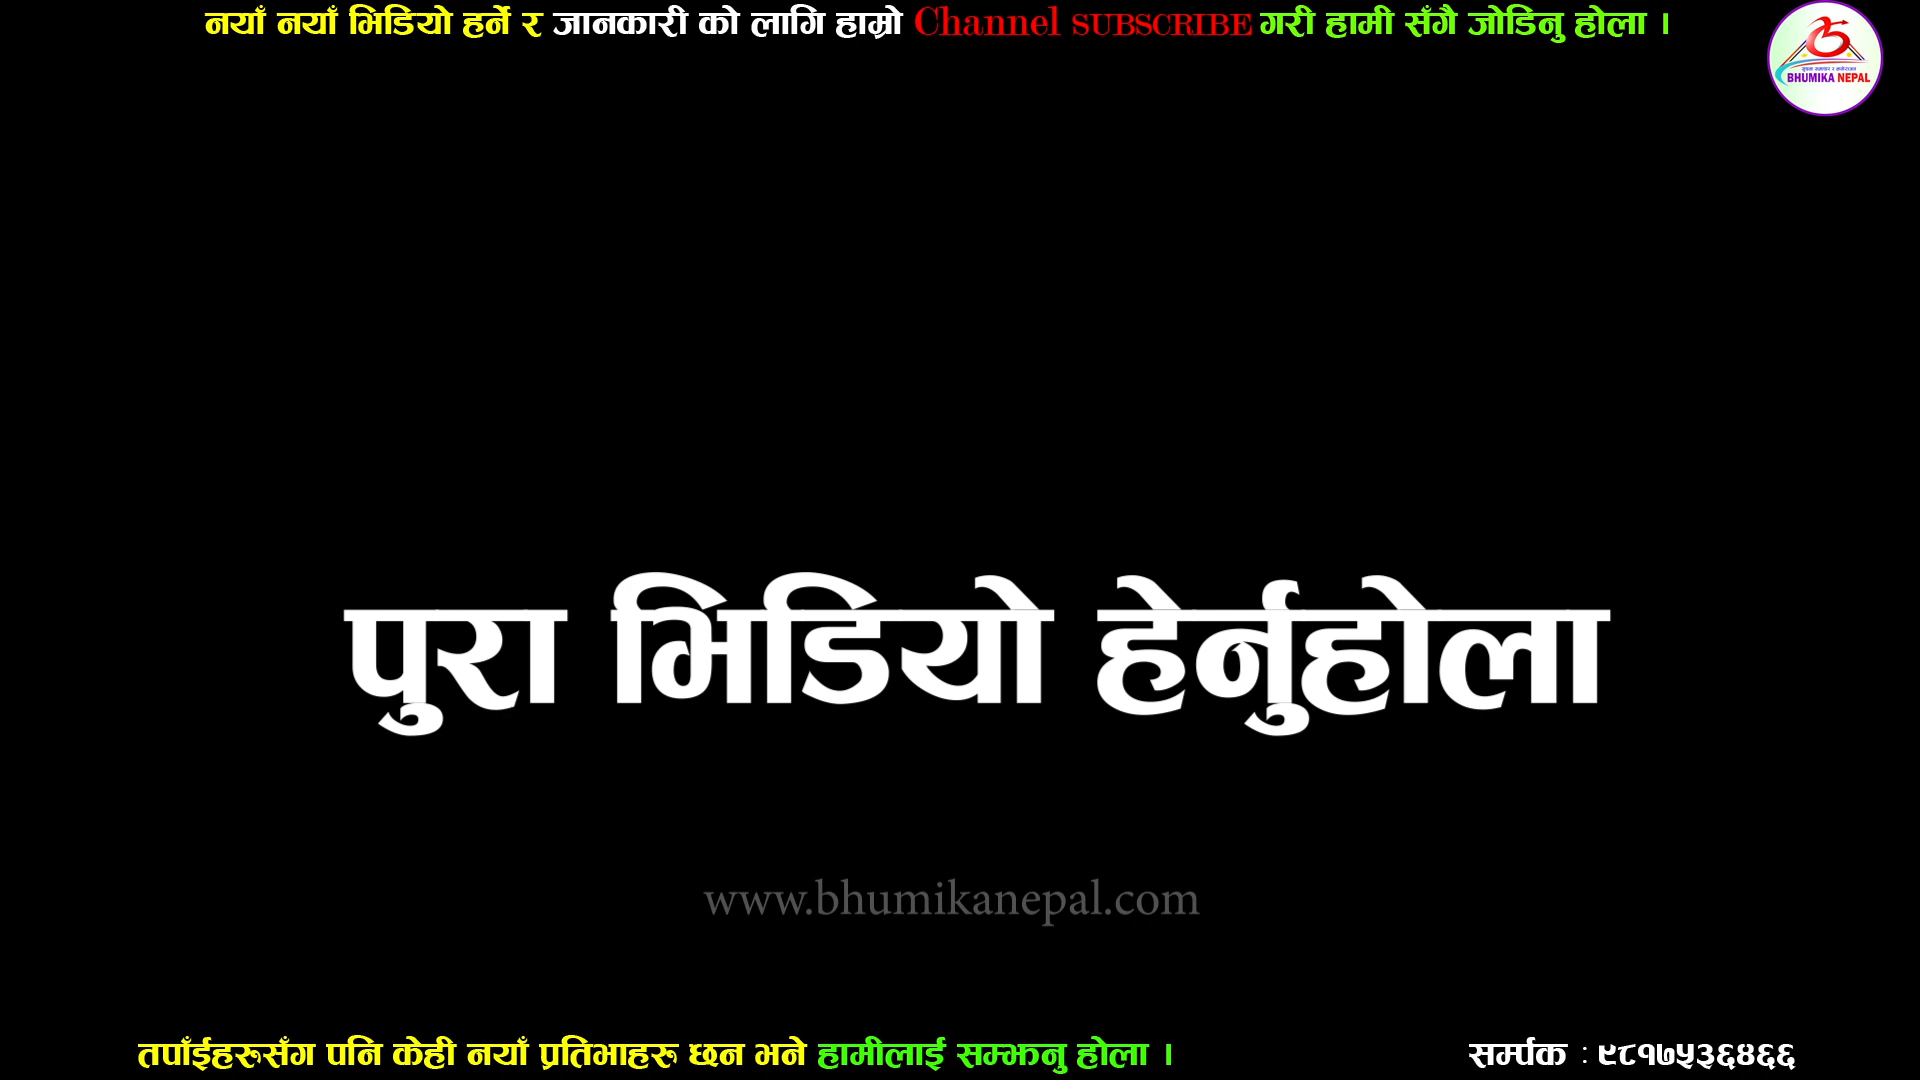 नयाँ नयाँ भिडियो हर्ने र जानकारी को लागि हाम्रो Channel SUBSCRIBE गरी हामी सँगै जोडिनु होला ।
BHUMIKA NEPAL
पुरा भिडियो हेर्नुहोला
www.bhumikanepal.com
तपाँईहरूसँग पनि केही नयाँ प्रतिभाहरू छन भने हामीलाई सम्झनु होला ।
सर्म्पक : ९८१७५३६४६६